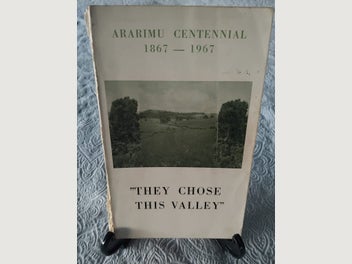 ARARIMU CENTENNIAL
1867 — 1967
"THEY CHOSE
THIS VALLEY"